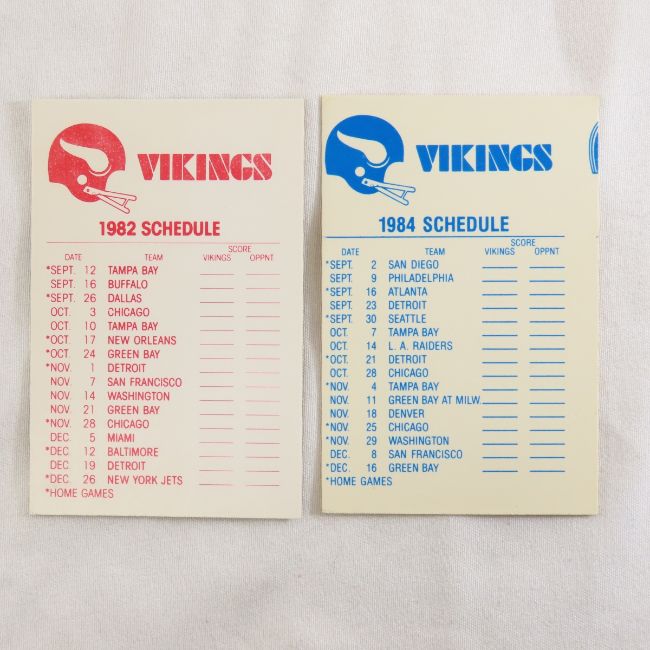 VIKINGS
1982 SCHEDULE
SCORE
DATE TEAM VIKINGS OPPNT
*SEPT. 12 TAMPA BAY
SEPT. 16 BUFFALO
*SEPT. 26 DALLAS
OCT. 3 CHICAGO
OCT. 10 TAMPA BAY
*OCT. 17 NEW ORLEANS
*OCT. 24 GREEN BAY
*NOV. 1 DETROIT
NOV. 7 SAN FRANCISCO
NOV. 14 WASHINGTON
NOV. 21 GREEN BAY
*NOV. 28 CHICAGO
DEC. 5 MIAMI
*DEC. 12 BALTIMORE
DEC. 19 DETROIT
*DEC. 26 NEW YORK JETS
*HOME GAMES
VIKINGS
1984 SCHEDULE
SCORE
DATE TEAM VIKINGS OPPNT
*SEPT. 2 SAN DIEGO
SEPT. 9 PHILADELPHIA
*SEPT. 16 ATLANTA
SEPT. 23 DETROIT
*SEPT. 30 SEATTLE
OCT. 7 TAMPA BAY
OCT. 14 L. A. RAIDERS
*OCT. 21 DETROIT
OCT. 28 CHICAGO
*NOV. 4 TAMPA BAY
NOV. 11 GREEN BAY AT MILW.
NOV. 18 DENVER
*NOV. 25 CHICAGO
*NOV. 29 WASHINGTON
DEC. 8 SAN FRANCISCO
*DEC. 16 GREEN BAY
*HOME GAMES